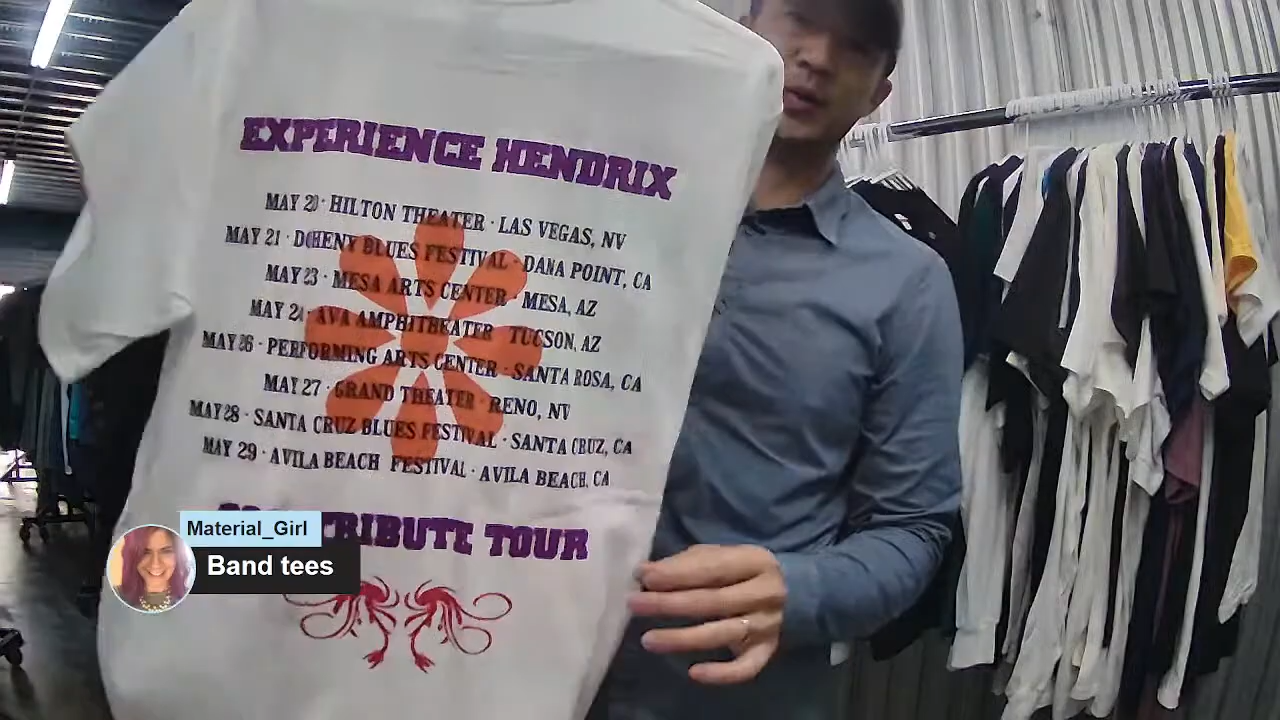 EXPERIENCE HENDRIX
MAY 20 · HILTON THEATER · LAS VEGAS, NV
MAY 21 · DOHENY BLUES FESTIVAL · DANA POINT, CA
MAY 23 · MESA ARTS CENTER · MESA, AZ
MAY 24 · AVA AMPHITHEATER TUCSON, AZ
MAY 26 · PERFORMING ARTS CENTER · SANTA ROSA, CA
MAY 27 · GRAND THEATER · RENO, NV
MAY 28 · SANTA CRUZ BLUES FESTIVAL · SANTA CRUZ, CA
MAY 29 · AVILA BEACH FESTIVAL · AVILA BEACH, CA
TRIBUTE TOUR
Material_Girl
Band tees